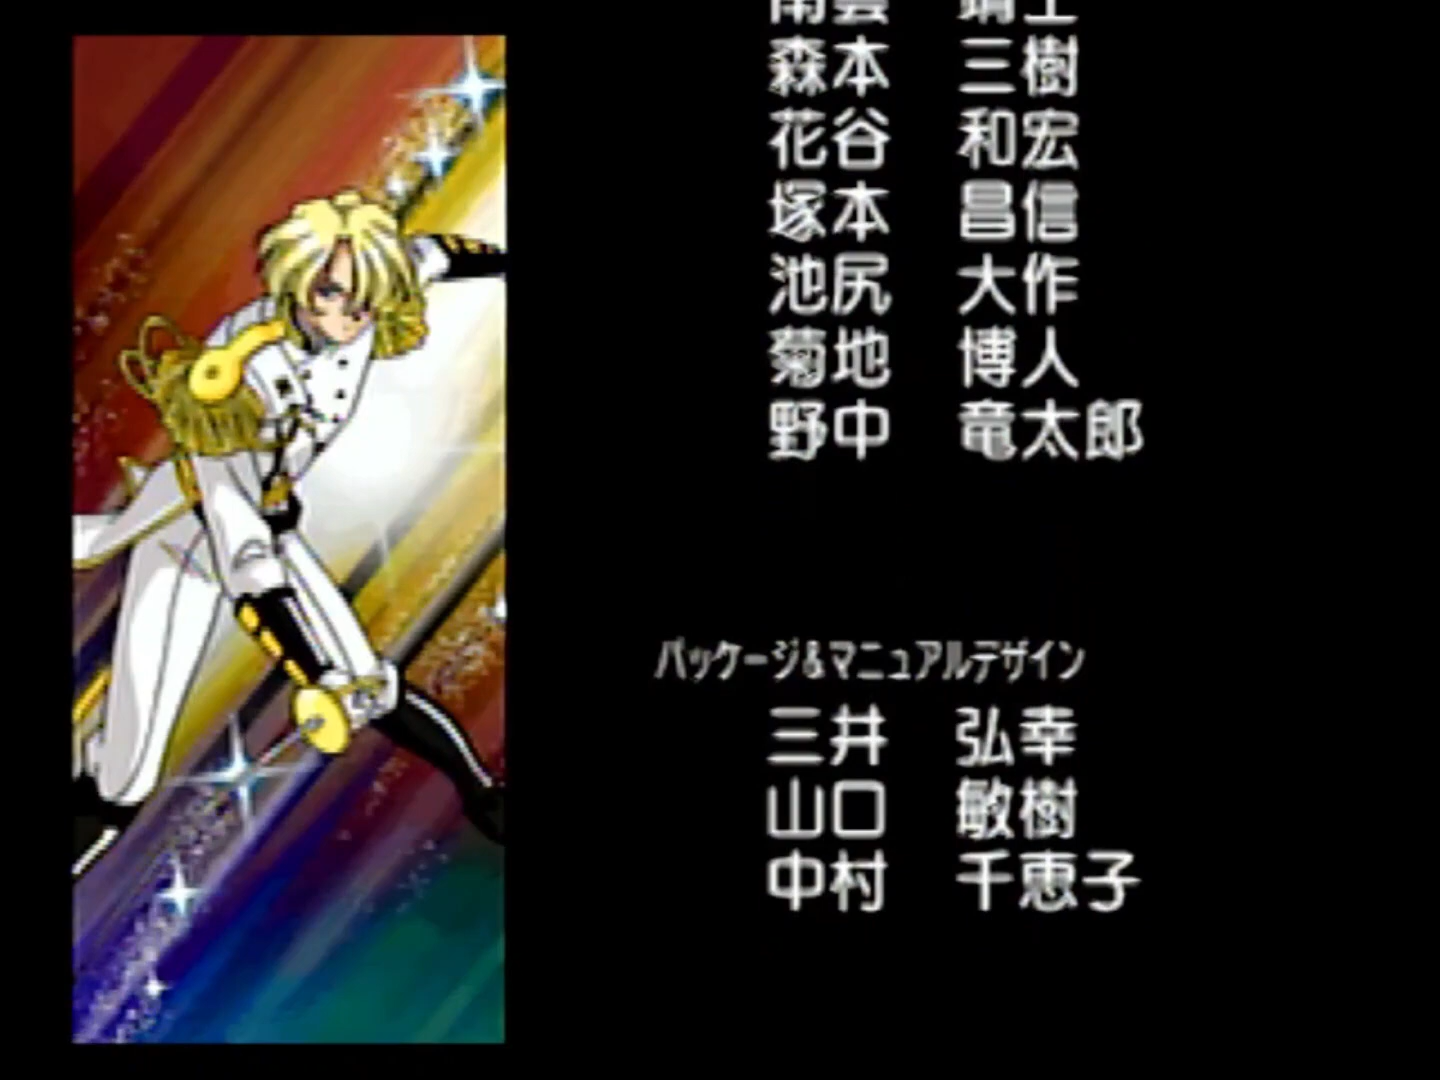 森本 三樹
花谷 和宏
塚本 昌信
池尻 大作
菊地 博人
野中 竜太郎
パッケージ&マニュアルデザイン
三井 弘幸
山口 敏樹
中村 千恵子